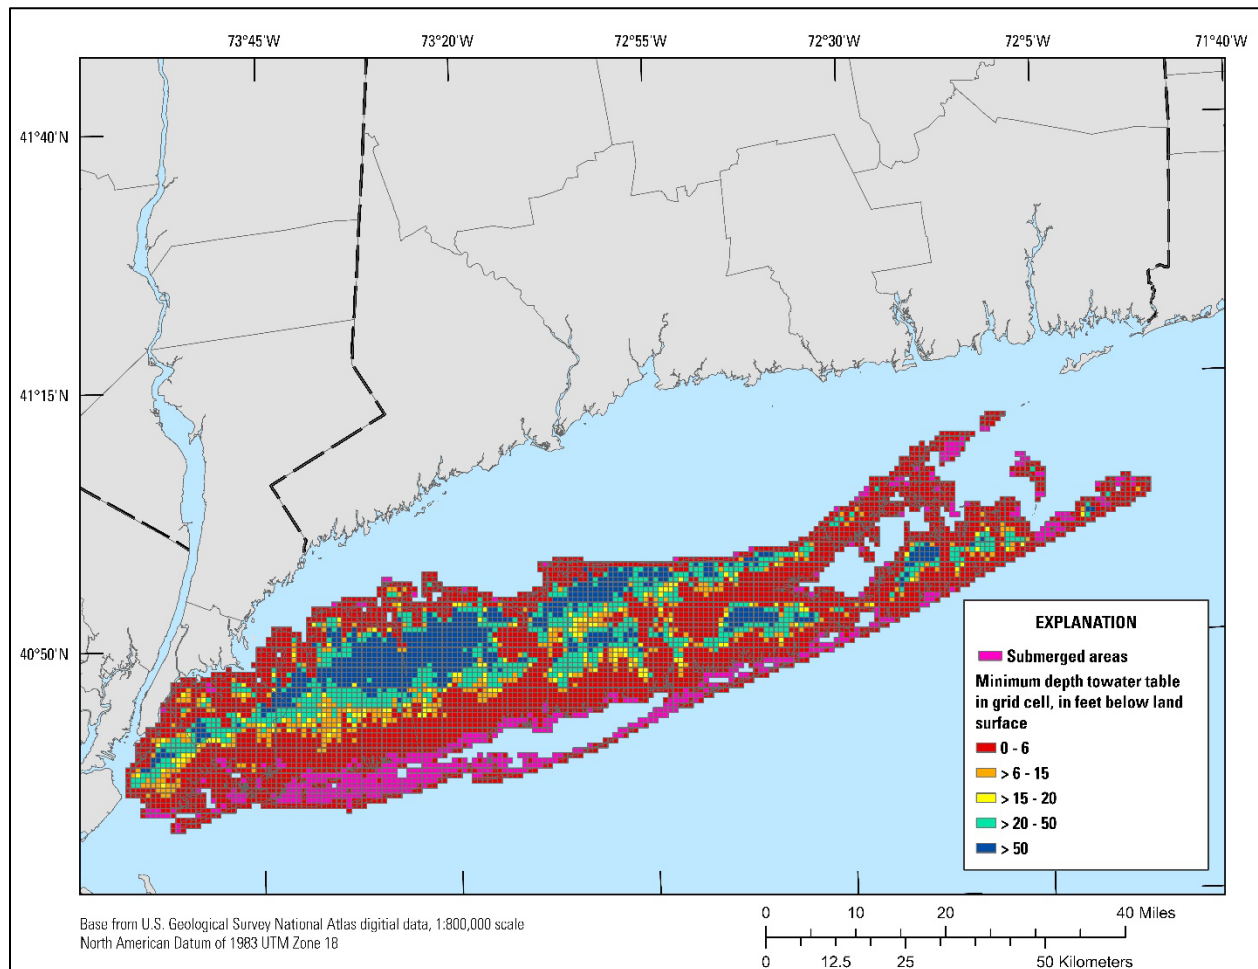 73°45'W 73°20'W 72°55'W 72°30'W 72°5'W 71°40'W
41°40'N
41°15'N
40°50'N
EXPLANATION
Submerged areas
Minimum depth towater table
in grid cell, in feet below land
surface
0 - 6
> 6 - 15
> 15 - 20
> 20 - 50
> 50
Base from U.S. Geological Survey National Atlas digitial data, 1:800,000 scale
North American Datum of 1983 UTM Zone 18
0 10 20 40 Miles
0 12.5 25 50 Kilometers